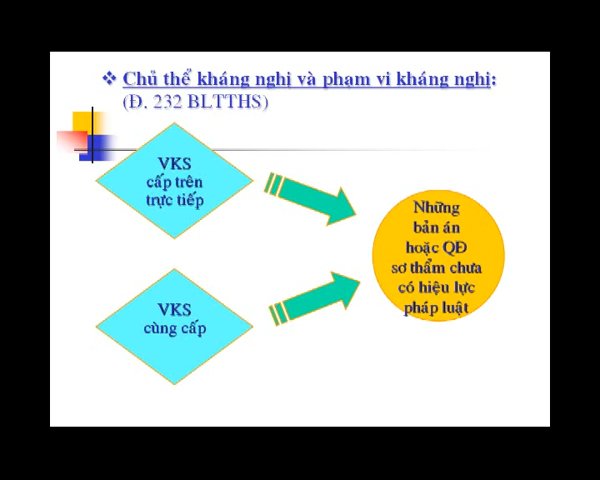 Chủ thể kháng nghị và phạm vi kháng nghị:
(Đ. 232 BLTTHS)
VKS
cấp trên
trực tiếp
Những
bản án
hoặc QĐ
sơ thẩm chưa
có hiệu lực
pháp luật
VKS
cùng cấp